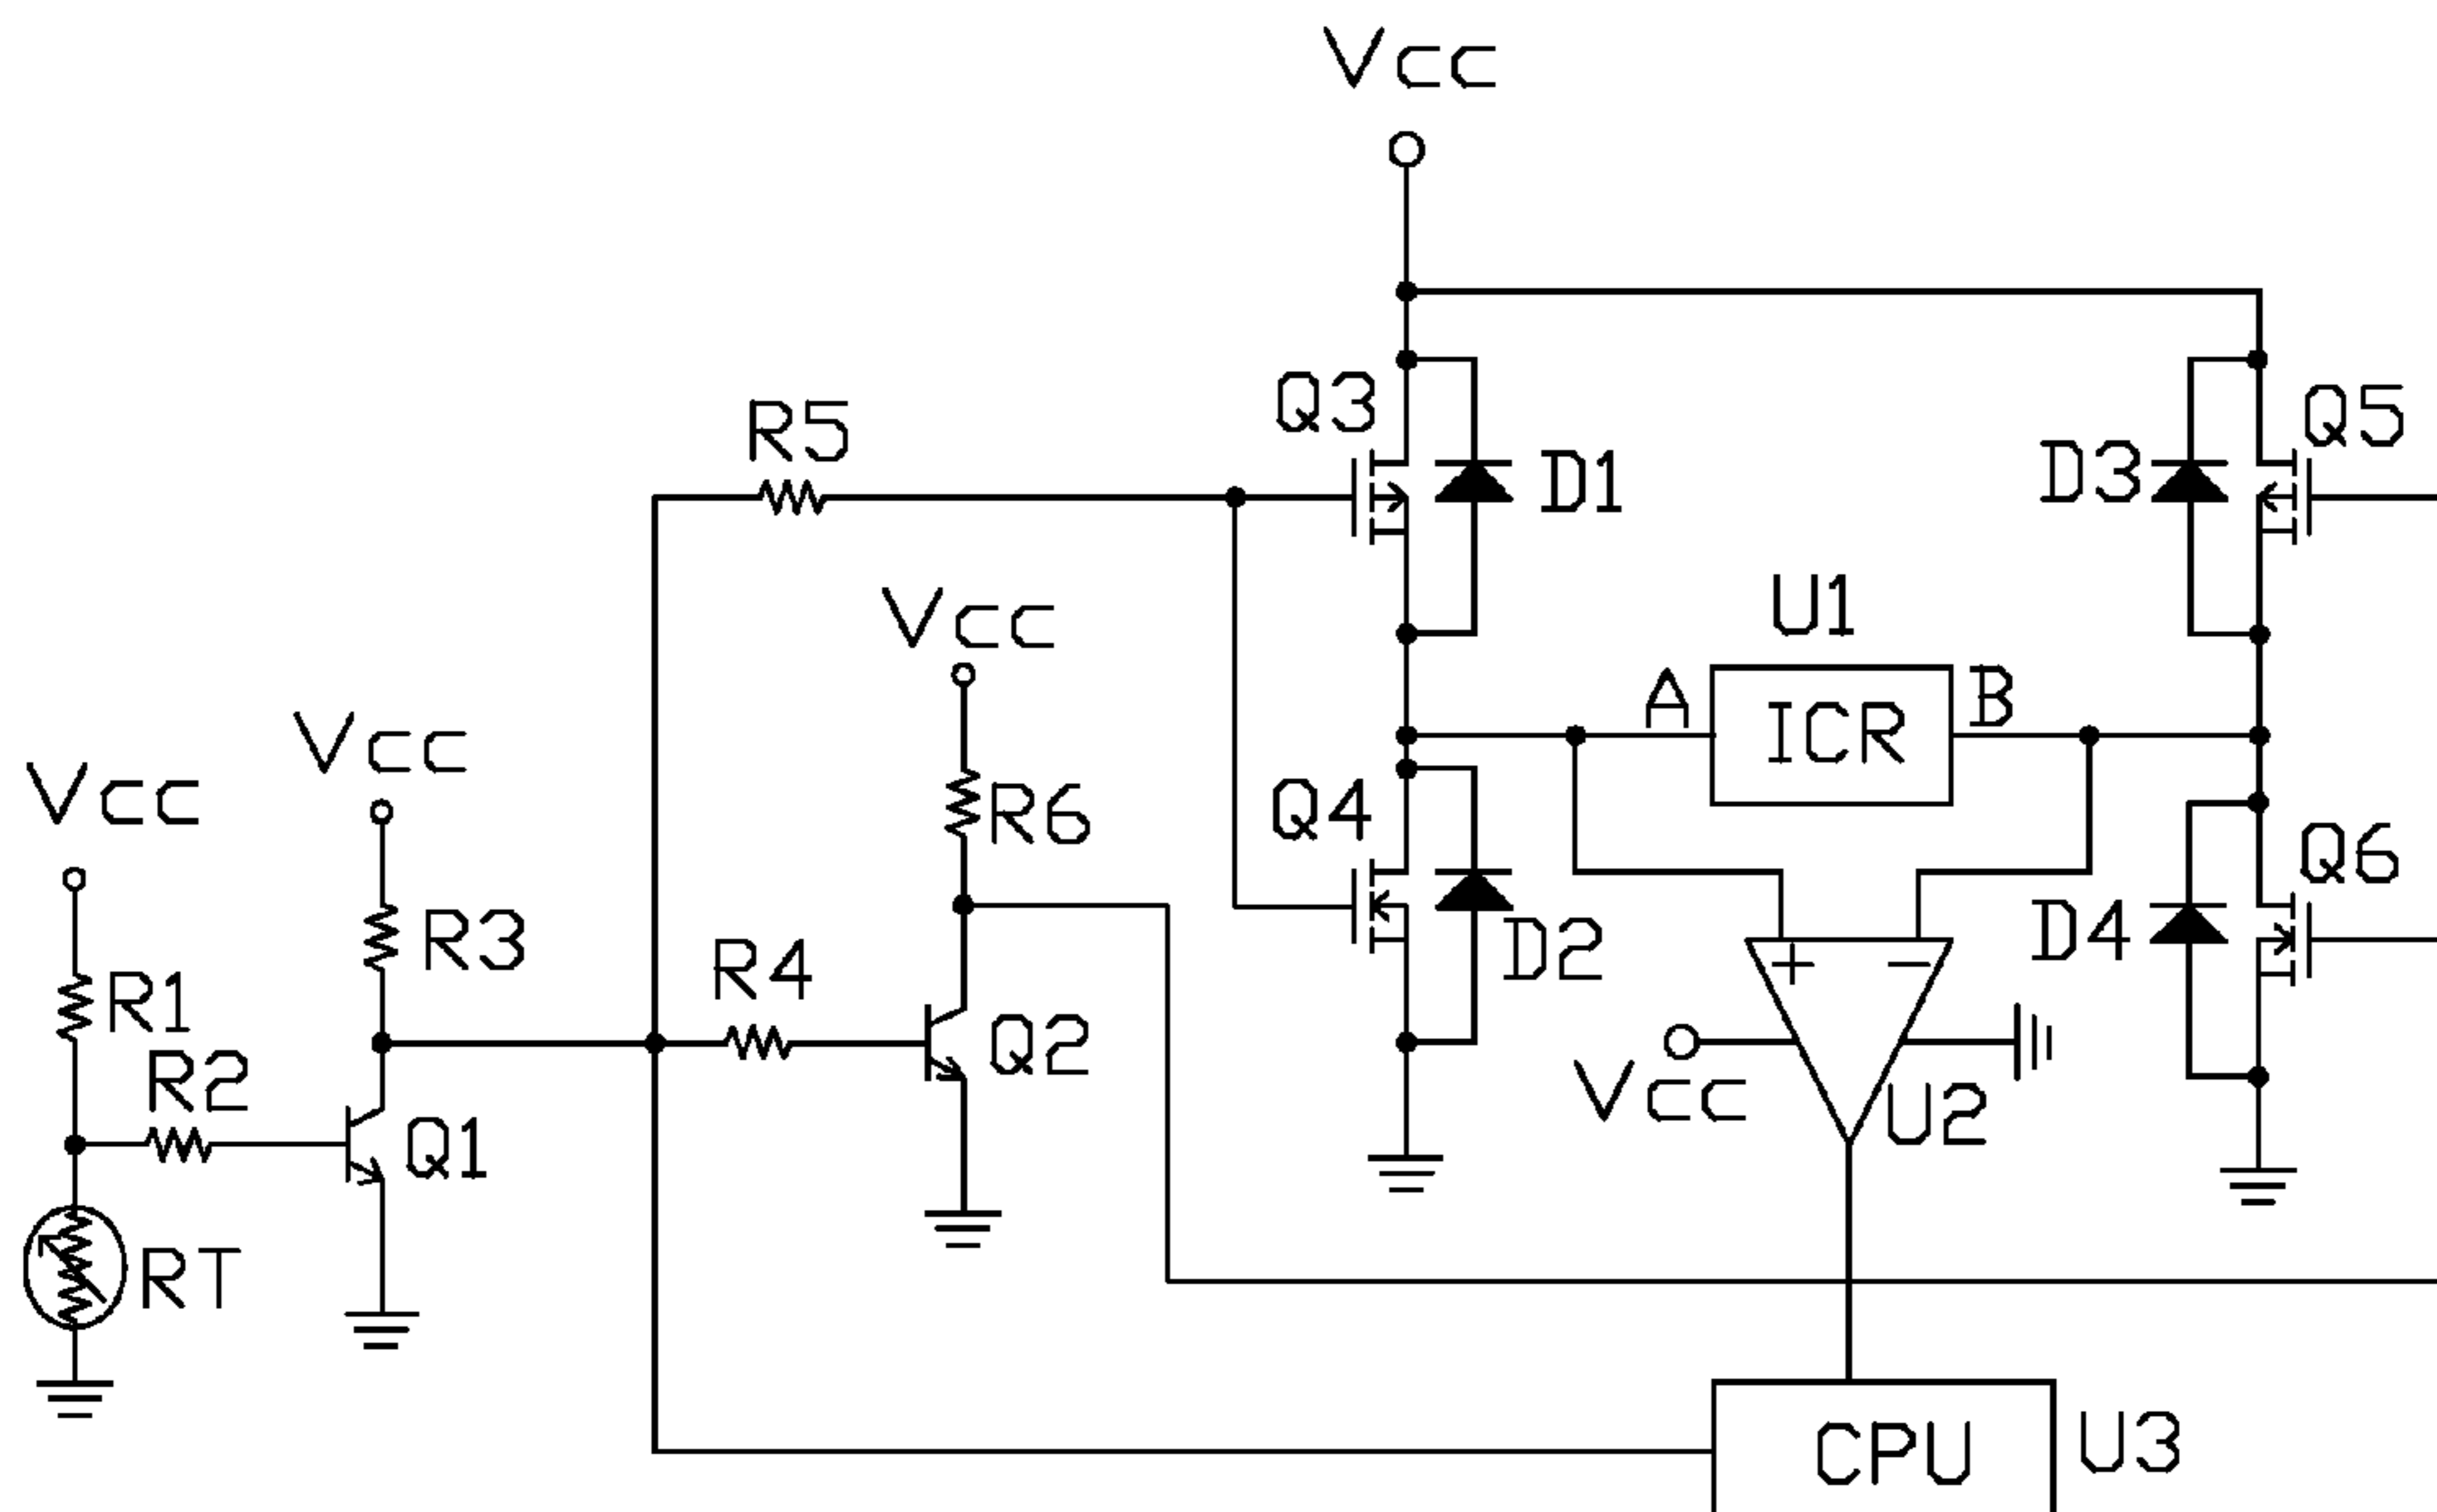 Vcc
Q3
Q5
R5
D1
D3
Vcc
U1
A
ICR
B
Vcc
Vcc
R6
Q4
Q6
R3
R4
D2
D4
R1
R2
Q2
+
−
Vcc
U2
Q1
RT
CPU
U3